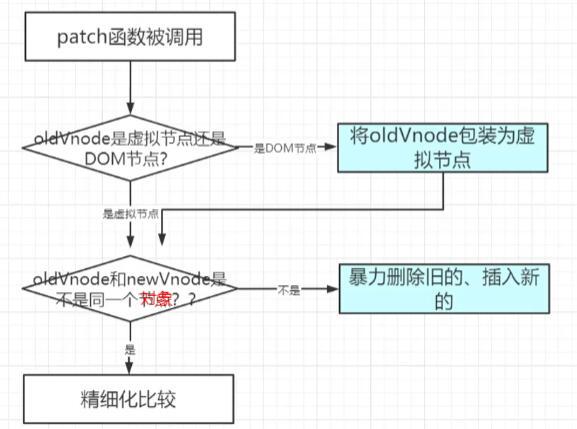 patch函数被调用
oldVnode是虚拟节点还是
DOM节点?
是DOM节点
将oldVnode包装为虚
拟节点
是虚拟节点
oldVnode和newVnode是
不是同一个节点??
对象
不是
暴力删除旧的、插入新
的
是
精细化比较